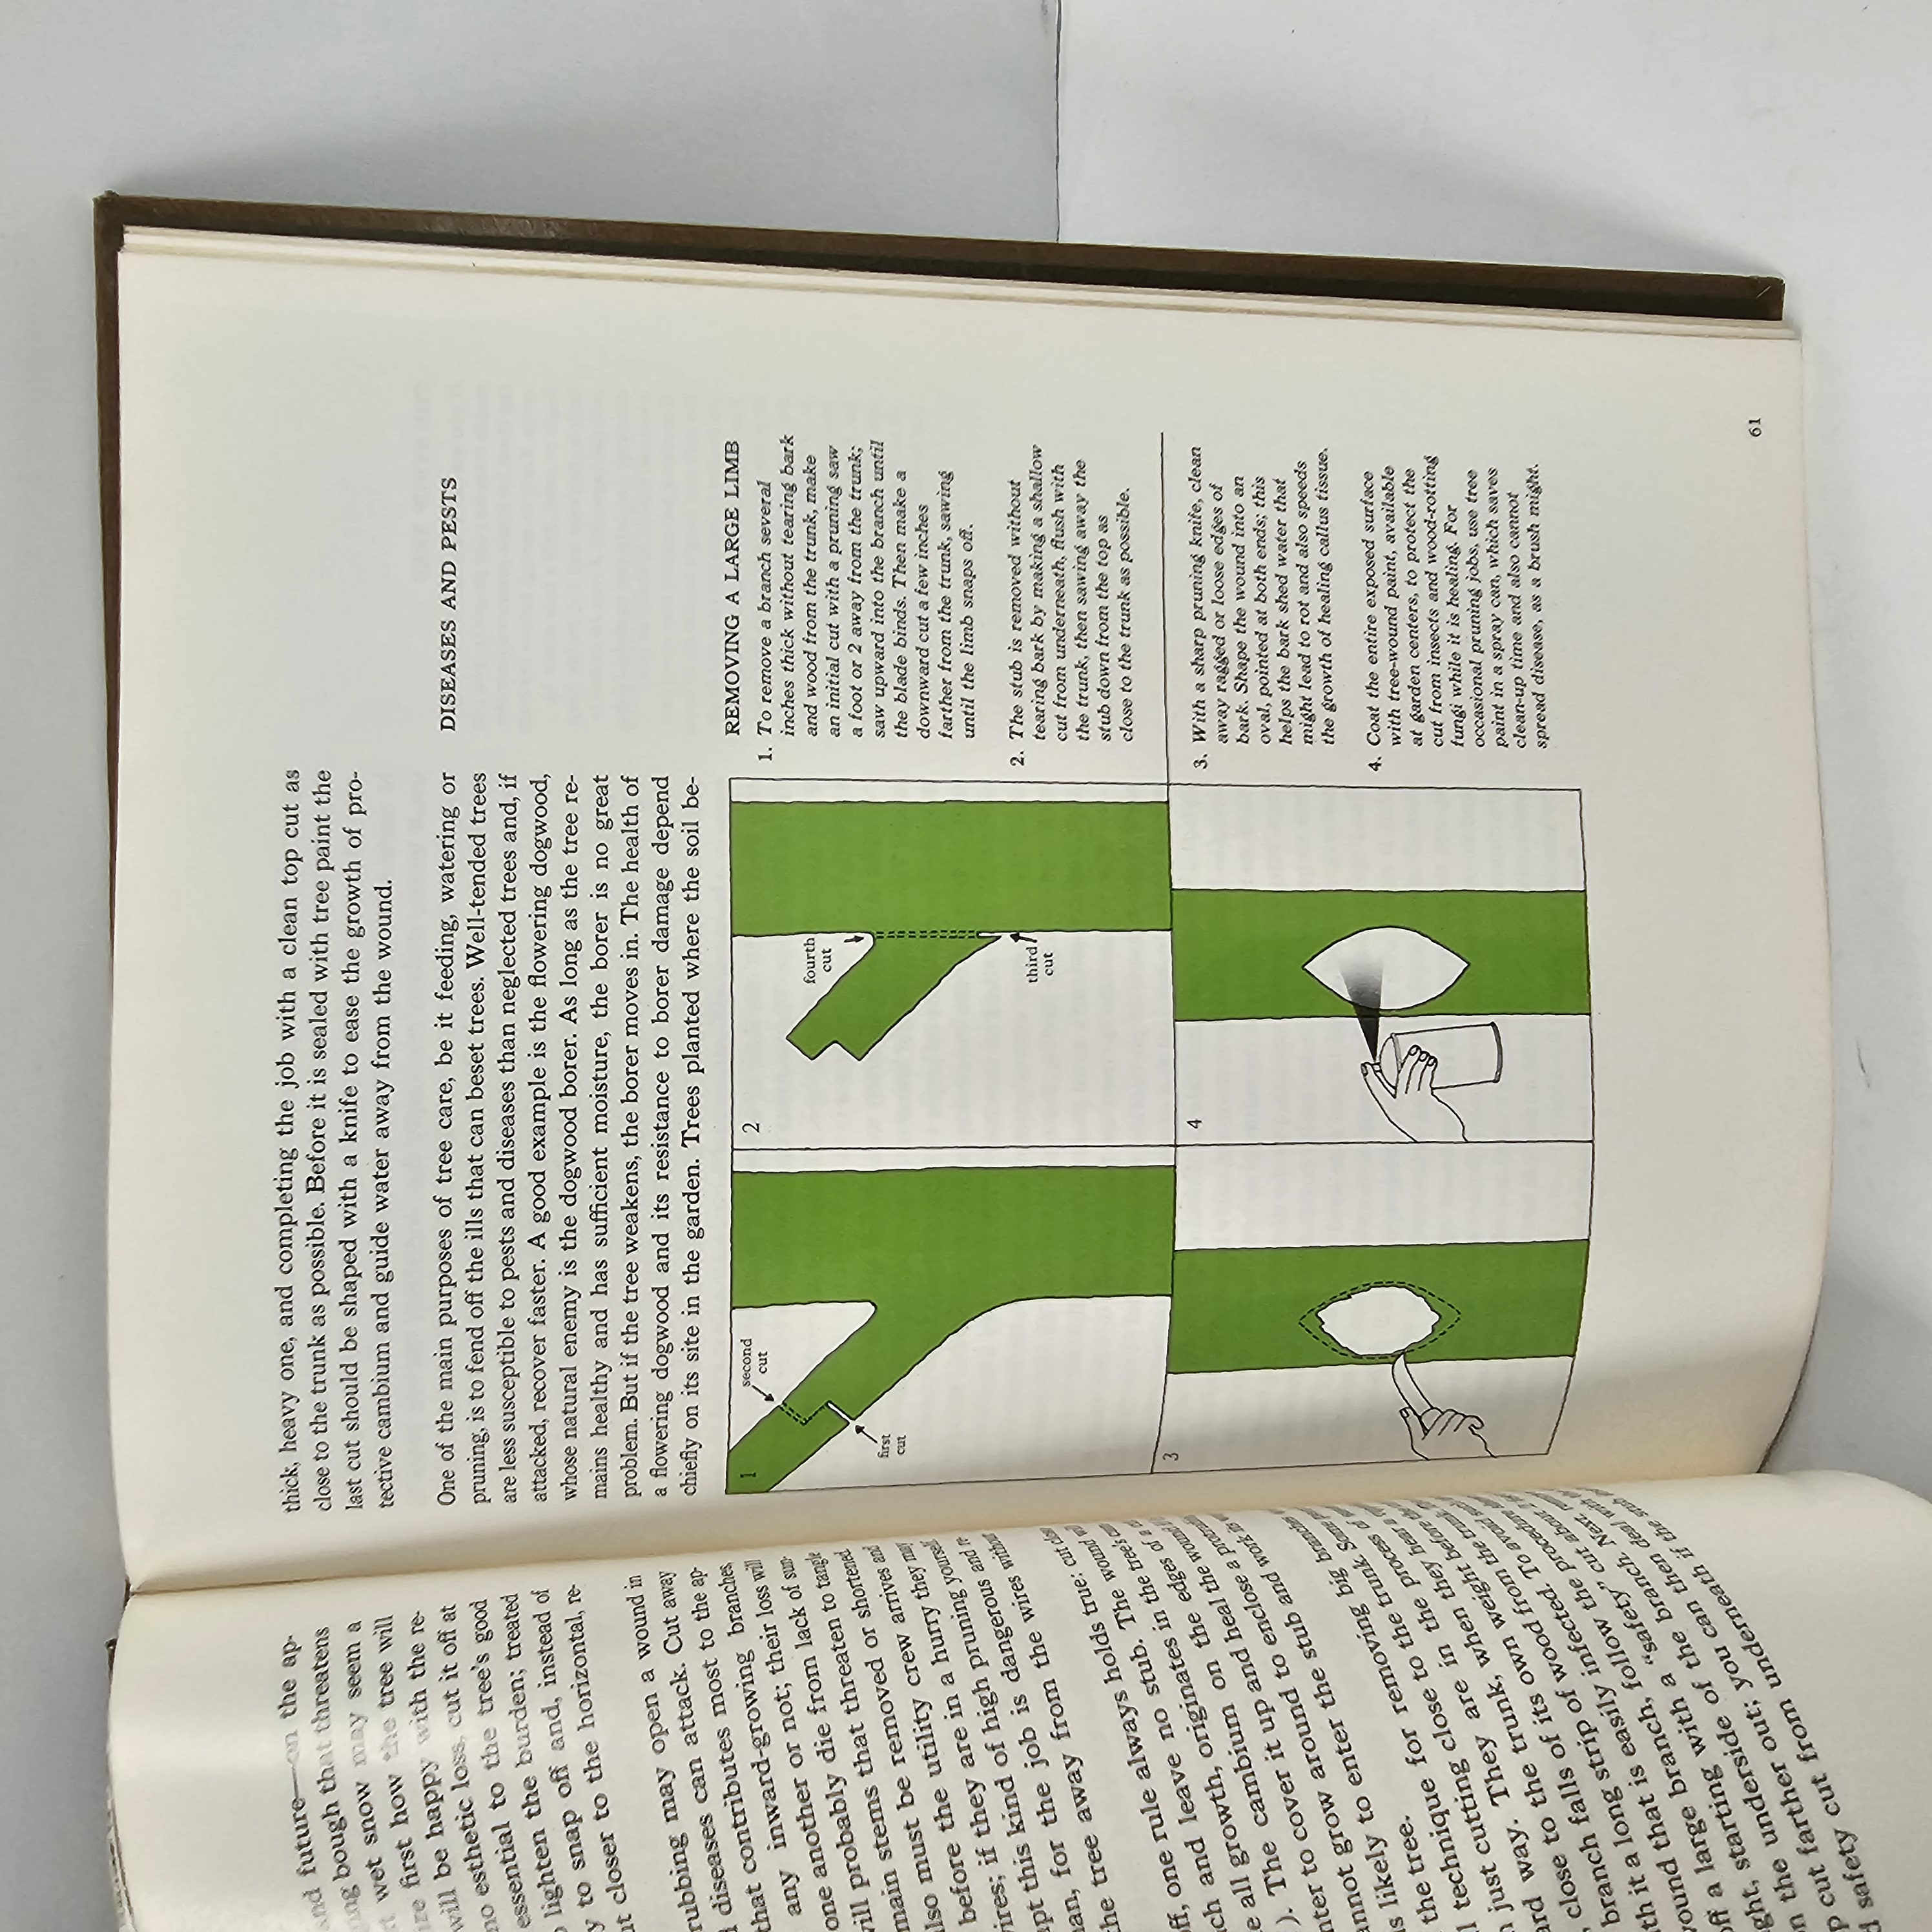 and future—on the ap-
bough that threatens
wet snow may seem a
first how the tree will
will be happy with the re-
no esthetic loss, cut it off at
essential to the tree's good
lighten the burden; treated
to snap off and, instead of
closer to the horizontal, re-
rubbing may open a wound in
diseases can attack. Cut away
that contributes most to the ap-
any inward-growing branches,
one another or not; their loss will
will probably die from lack of sun-
main stems that threaten to tangle
also must be removed or shortened
before the utility crew arrives and
wires; if they are in a hurry they may
this kind of high pruning yourself.
for the job is dangerous and re-
the tree away from the wires without
one rule always holds true: cut close
and leave no stub. The wound will
all growth, originates in the tree's
). The cambium on the edges of a
to cover it up and heal the wound
cannot grow around to enclose a
is likely to enter the stub and work its
the tree.
technique for removing big branches
just cutting close to the trunk. Some
way. They are in the process of
close to the trunk, when they hear a
branch falls of its own weight before the
it a long strip of wood from the trunk.
wound that is easily infected. To avoid
off a large branch, follow the procedure
starting with a "safety" cut about 2
the underside of the branch. Next,
cut farther out; you can then deal with
safety cut from underneath if the stub
thick, heavy one, and completing the job with a clean top cut as
close to the trunk as possible. Before it is sealed with tree paint the
last cut should be shaped with a knife to ease the growth of pro-
tective cambium and guide water away from the wound.
One of the main purposes of tree care, be it feeding, watering or
pruning, is to fend off the ills that can beset trees. Well-tended trees
are less susceptible to pests and diseases than neglected trees and, if
attacked, recover faster. A good example is the flowering dogwood,
whose natural enemy is the dogwood borer. As long as the tree re-
mains healthy and has sufficient moisture, the borer is no great
problem. But if the tree weakens, the borer moves in. The health of
a flowering dogwood and its resistance to borer damage depend
chiefly on its site in the garden. Trees planted where the soil be-
DISEASES AND PESTS
1
second
cut
first
cut
2
fourth
cut
third
cut
3
4
REMOVING A LARGE LIMB
1. To remove a branch several
inches thick without tearing bark
and wood from the trunk, make
an initial cut with a pruning saw
a foot or 2 away from the trunk;
saw upward into the branch until
the blade binds. Then make a
downward cut a few inches
farther from the trunk, sawing
until the limb snaps off.
2. The stub is removed without
tearing bark by making a shallow
cut from underneath, flush with
the trunk, then sawing away the
stub down from the top as
close to the trunk as possible.
3. With a sharp pruning knife, clean
away ragged or loose edges of
bark. Shape the wound into an
oval, pointed at both ends; this
helps the bark shed water that
might lead to rot and also speeds
the growth of healing callus tissue.
4. Coat the entire exposed surface
with tree-wound paint, available
at garden centers, to protect the
cut from insects and wood-rotting
fungi while it is healing. For
occasional pruning jobs, use tree
paint in a spray can, which saves
clean-up time and also cannot
spread disease, as a brush might.
61